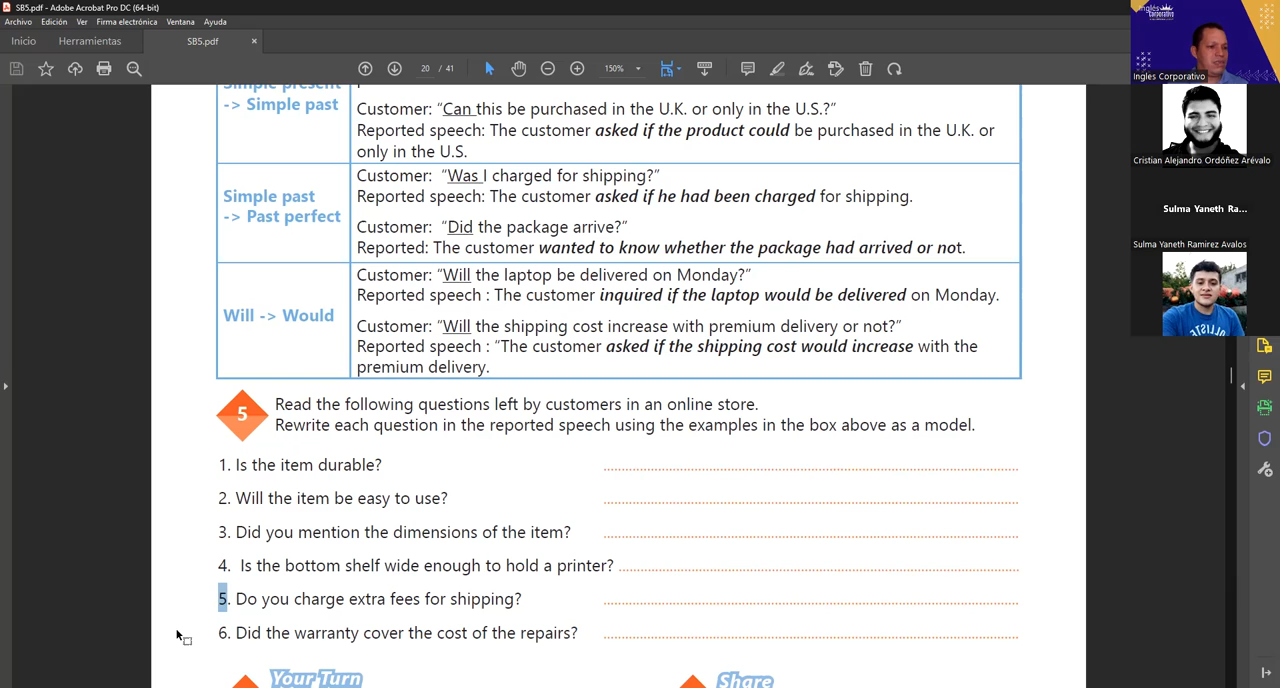 SB5.pdf - Adobe Acrobat Pro DC (64-bit)
Archivo Edición Ver Firma electrónica Ventana Ayuda
Inicio Herramientas SB5.pdf ×
20 / 41 150%
Simple present
-> Simple past
Customer: “Can this be purchased in the U.K. or only in the U.S.?”
Reported speech: The customer asked if the product could be purchased in the U.K. or
only in the U.S.
Simple past
-> Past perfect
Customer: “Was I charged for shipping?”
Reported speech: The customer asked if he had been charged for shipping.
Customer: “Did the package arrive?”
Reported: The customer wanted to know whether the package had arrived or not.
Will -> Would
Customer: “Will the laptop be delivered on Monday?”
Reported speech : The customer inquired if the laptop would be delivered on Monday.
Customer: “Will the shipping cost increase with premium delivery or not?”
Reported speech : “The customer asked if the shipping cost would increase with the
premium delivery.
5
Read the following questions left by customers in an online store.
Rewrite each question in the reported speech using the examples in the box above as a model.
1. Is the item durable?
2. Will the item be easy to use?
3. Did you mention the dimensions of the item?
4. Is the bottom shelf wide enough to hold a printer?
5. Do you charge extra fees for shipping?
6. Did the warranty cover the cost of the repairs?
Your Turn
Share
Inglés
Corporativo
Ingles Corporativo
Cristian Alejandro Ordóñez Arévalo
Sulma Yaneth Ra...
Sulma Yaneth Ramirez Avalos